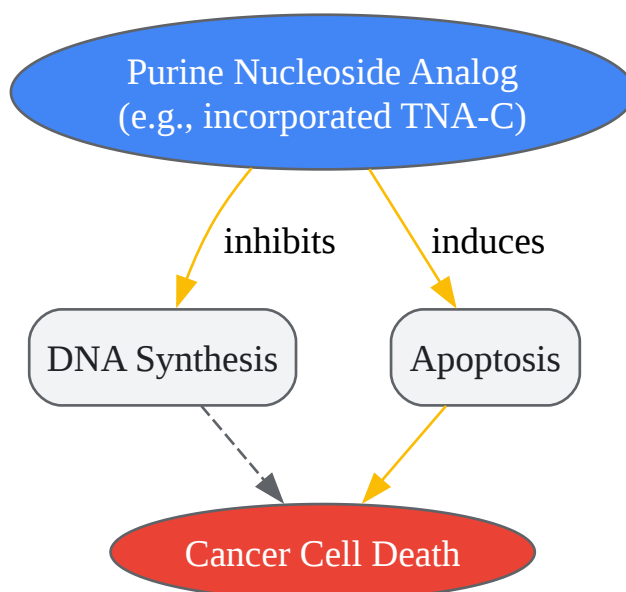 Purine Nucleoside Analog
(e.g., incorporated TNA-C)
inhibits
induces
DNA Synthesis
Apoptosis
Cancer Cell Death